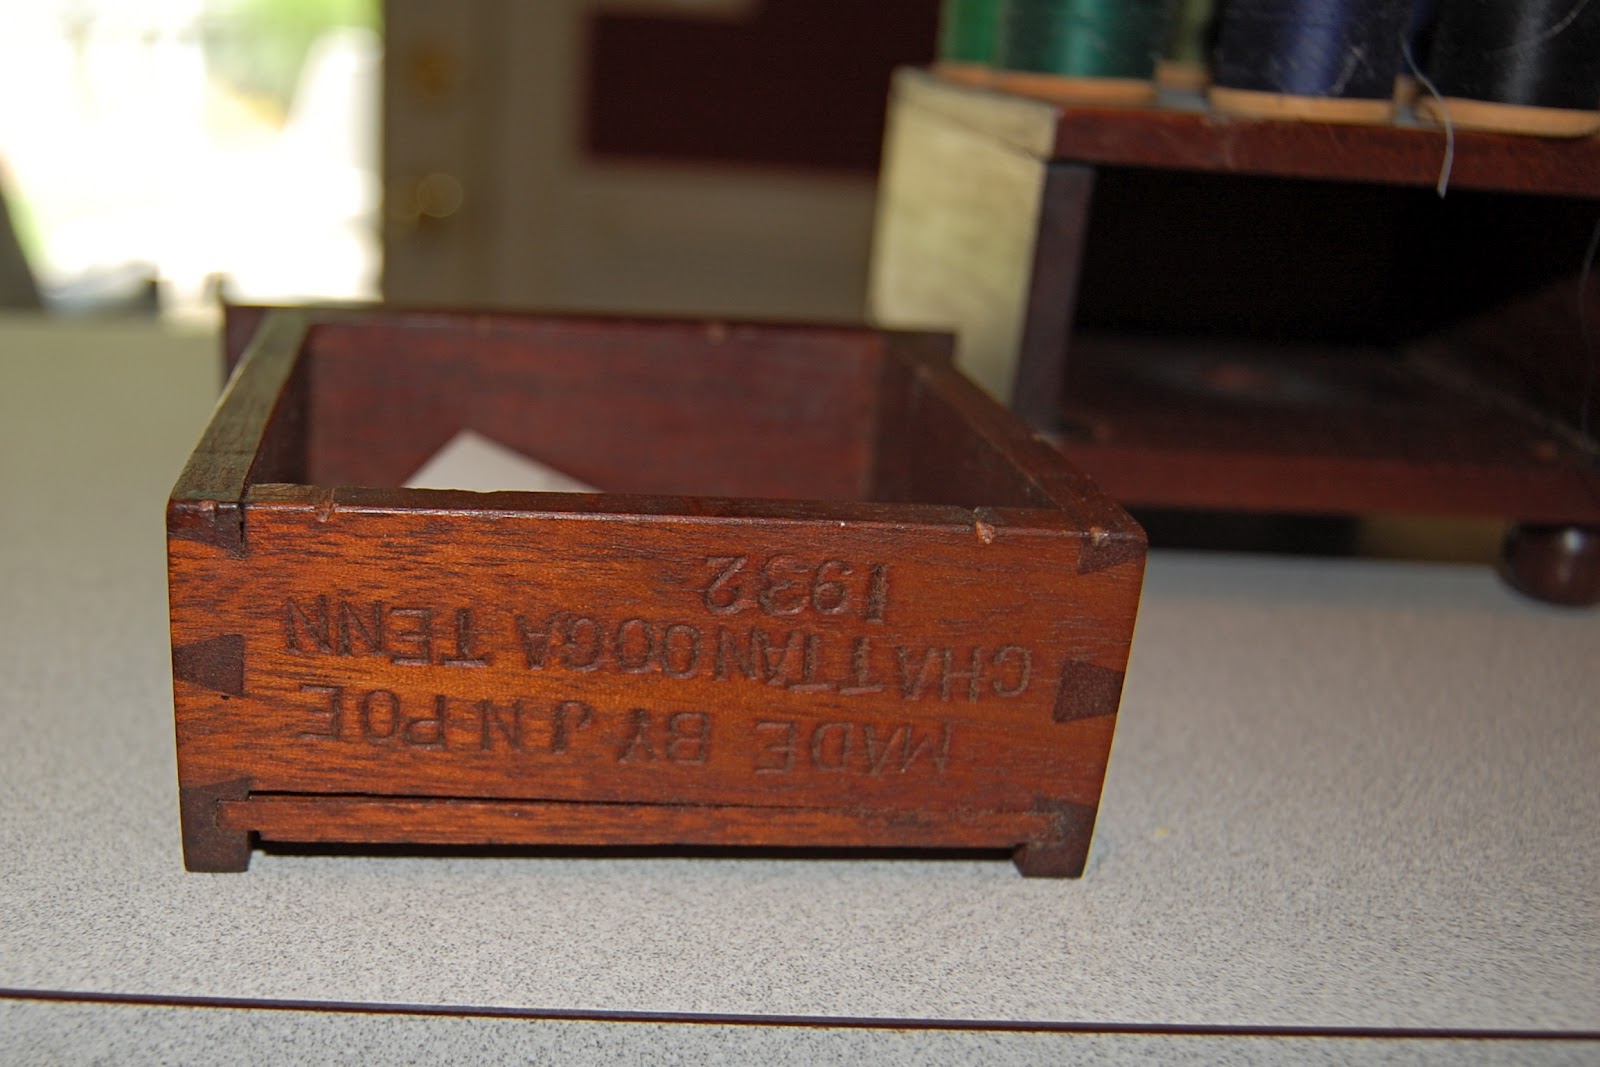 MADE BY J N POE
CHATTANOOGA TENN
1932